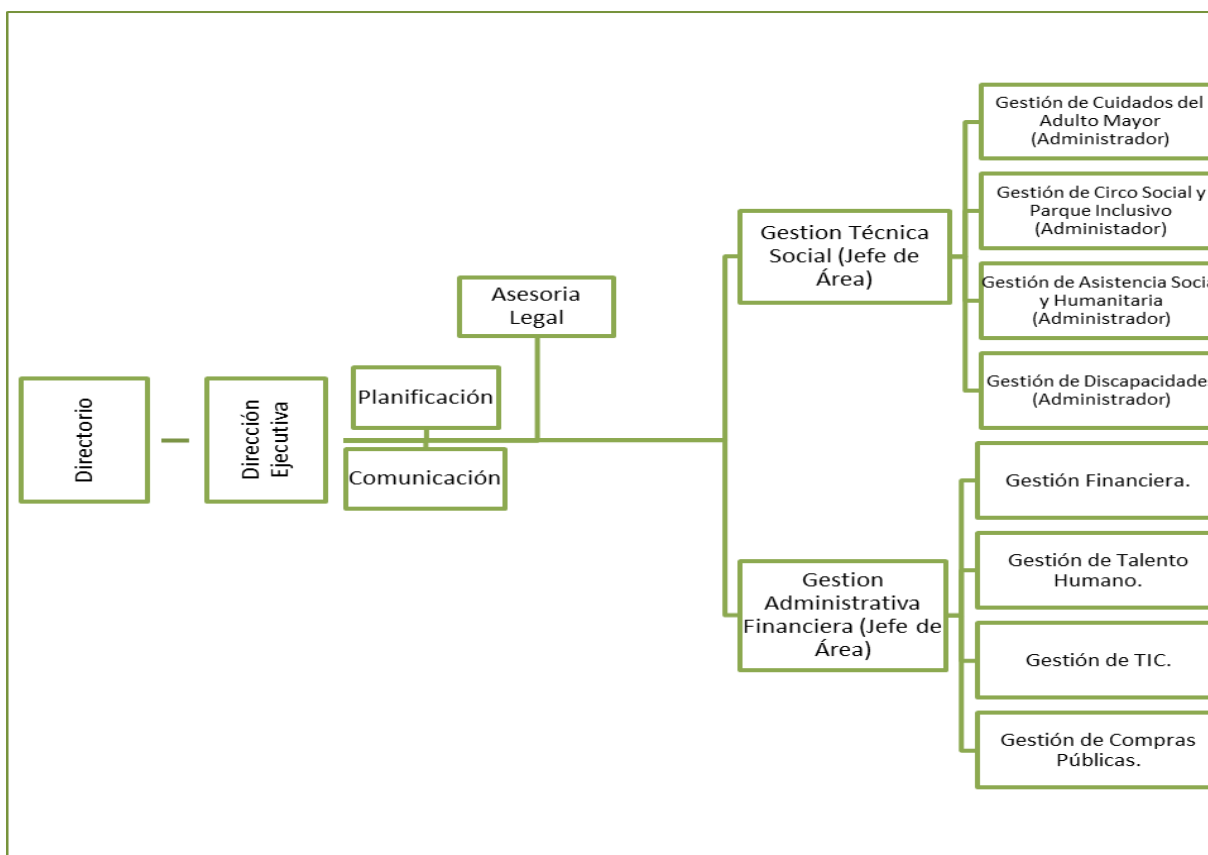 Directorio
Dirección
Ejecutiva
Planificación
Comunicación
Asesoria
Legal
Gestion Técnica
Social (Jefe de
Área)
Gestión de Cuidados del
Adulto Mayor
(Administrador)
Gestión de Circo Social y
Parque Inclusivo
(Administador)
Gestión de Asistencia Socia
y Humanitaria
(Administrador)
Gestión de Discapacidade
(Administrador)
Gestion
Administrativa
Financiera (Jefe de
Área)
Gestión Financiera.
Gestión de Talento
Humano.
Gestión de TIC.
Gestión de Compras
Públicas.